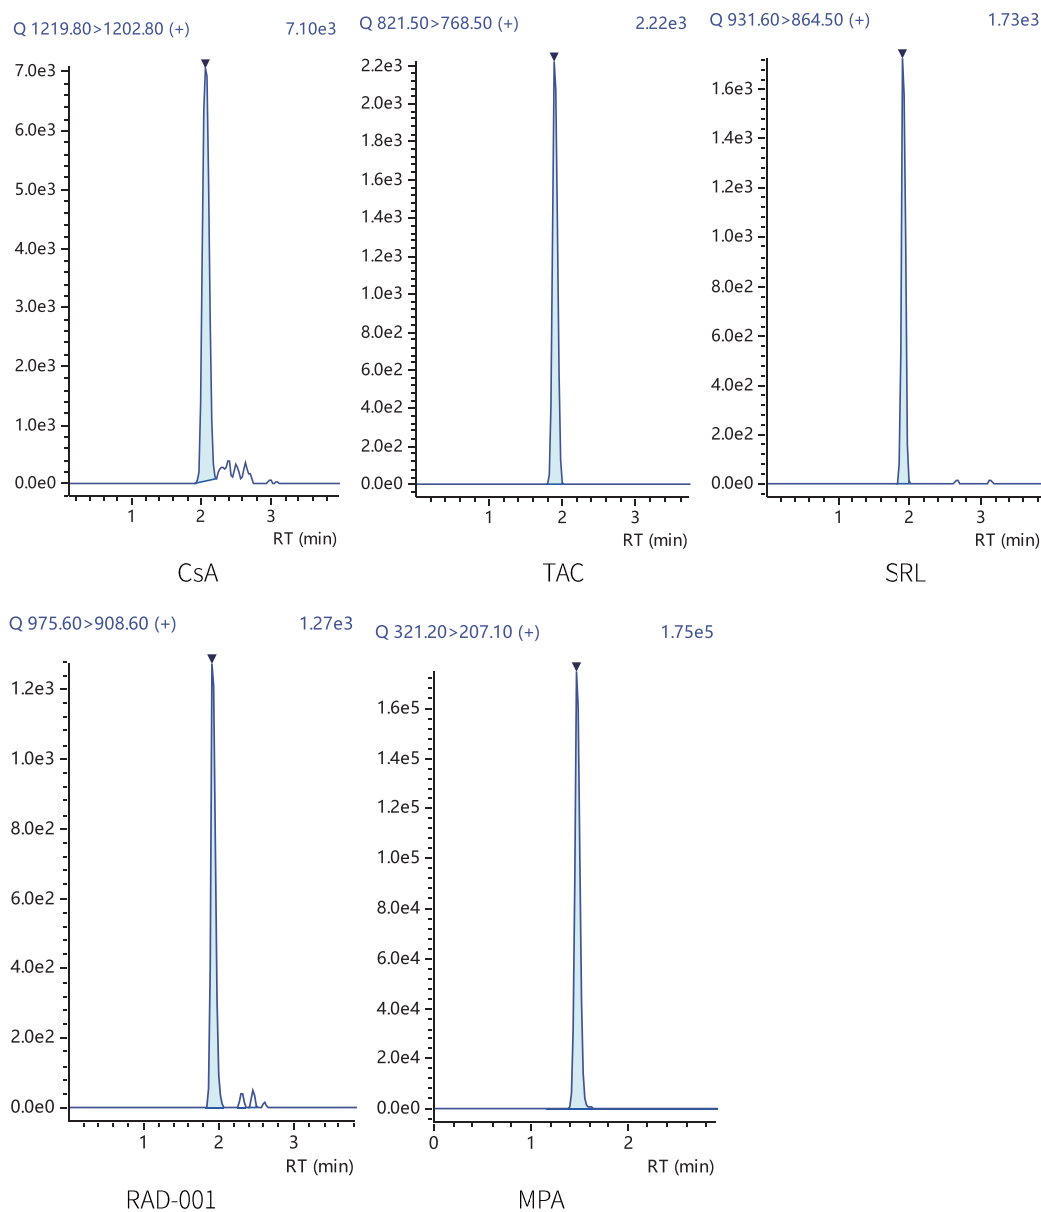 Q 1219.80>1202.80 (+) 7.10e3
7.0e3
6.0e3
5.0e3
4.0e3
3.0e3
2.0e3
1.0e3
0.0e0
1 2 3
RT (min)
CsA
Q 821.50>768.50 (+) 2.22e3
2.2e3
2.0e3
1.8e3
1.6e3
1.4e3
1.2e3
1.0e3
8.0e2
6.0e2
4.0e2
2.0e2
0.0e0
1 2 3
RT (min)
TAC
Q 931.60>864.50 (+) 1.73e3
1.6e3
1.4e3
1.2e3
1.0e3
8.0e2
6.0e2
4.0e2
2.0e2
0.0e0
1 2 3
RT (min)
SRL
Q 975.60>908.60 (+) 1.27e3
1.2e3
1.0e3
8.0e2
6.0e2
4.0e2
2.0e2
0.0e0
1 2 3
RT (min)
RAD-001
Q 321.20>207.10 (+) 1.75e5
1.6e5
1.4e5
1.2e5
1.0e5
8.0e4
6.0e4
4.0e4
2.0e4
0.0e0
0 1 2
RT (min)
MPA